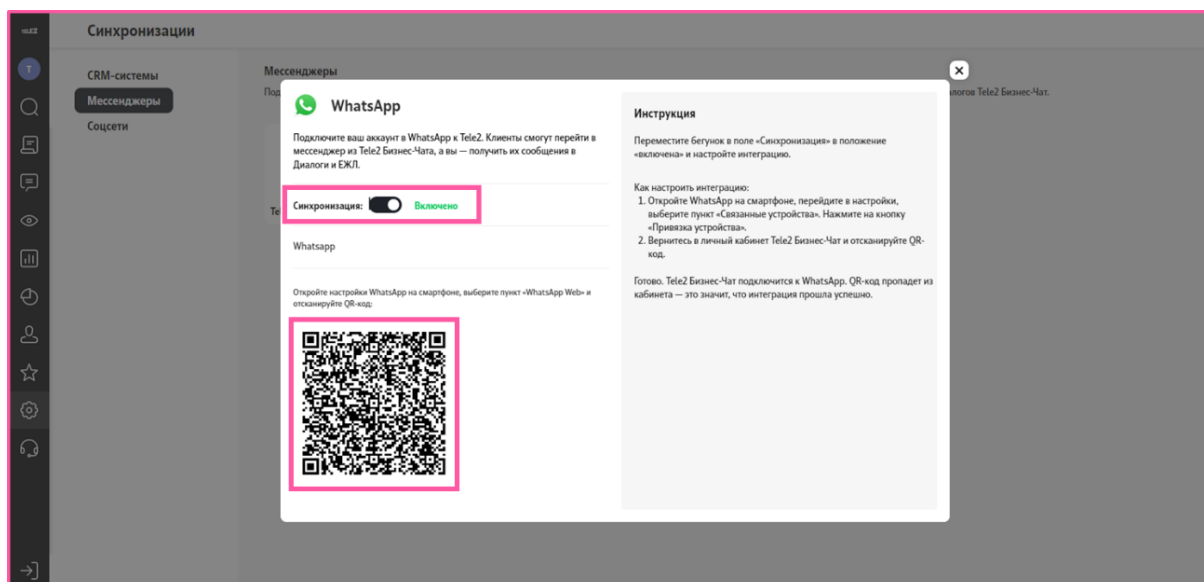 TELE2
Синхронизации
T
CRM-системы
Мессенджеры
Соцсети
Мессенджеры
Под
логов Tele2 Бизнес-Чат.
Te
WhatsApp
Подключите ваш аккаунт в WhatsApp к Tele2. Клиенты смогут перейти в
мессенджер из Tele2 Бизнес-Чата, а вы — получить их сообщения в
Диалоги и ЕЖЛ.
Синхронизация: Включено
Whatsapp
Откройте настройки WhatsApp на смартфоне, выберите пункт «WhatsApp Web» и
отсканируйте QR-код:
Инструкция
Переместите бегунок в поле «Синхронизация» в положение
«включена» и настройте интеграцию.
Как настроить интеграцию:
1. Откройте WhatsApp на смартфоне, перейдите в настройки,
выберите пункт «Связанные устройства». Нажмите на кнопку
«Привязка устройства».
2. Вернитесь в личный кабинет Tele2 Бизнес-Чат и отсканируйте QR-
код.
Готово. Tele2 Бизнес-Чат подключится к WhatsApp. QR-код пропадет из
кабинета — это значит, что интеграция прошла успешно.